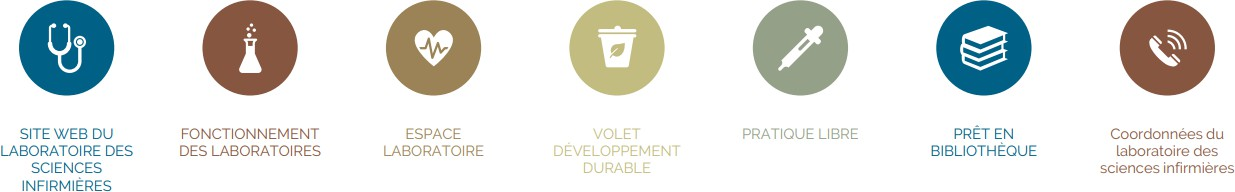 SITE WEB DU
LABORATOIRE DES
SCIENCES
INFIRMIÈRES
FONCTIONNEMENT
DES LABORATOIRES
ESPACE
LABORATOIRE
VOLET
DÉVELOPPEMENT
DURABLE
PRATIQUE LIBRE
PRÊT EN
BIBLIOTHÈQUE
Coordonnées du
laboratoire des
sciences infirmières